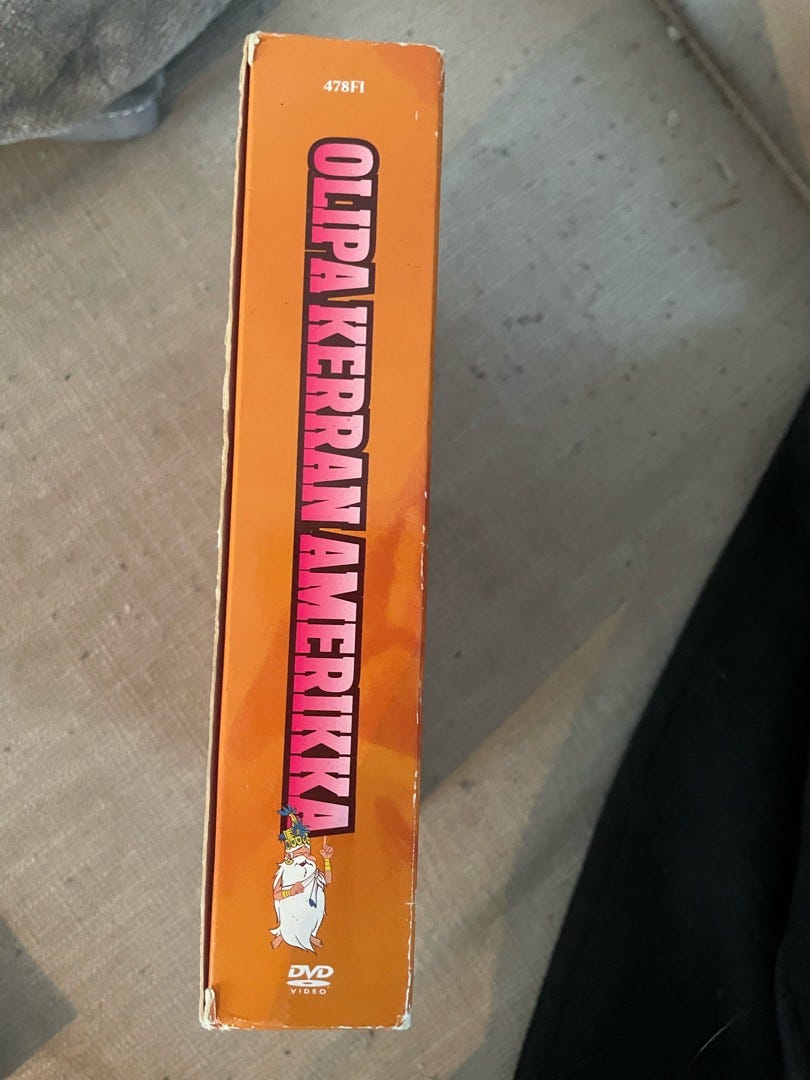 478FI
OLIPA KERRAN AMERIKKA
DVD
VIDEO